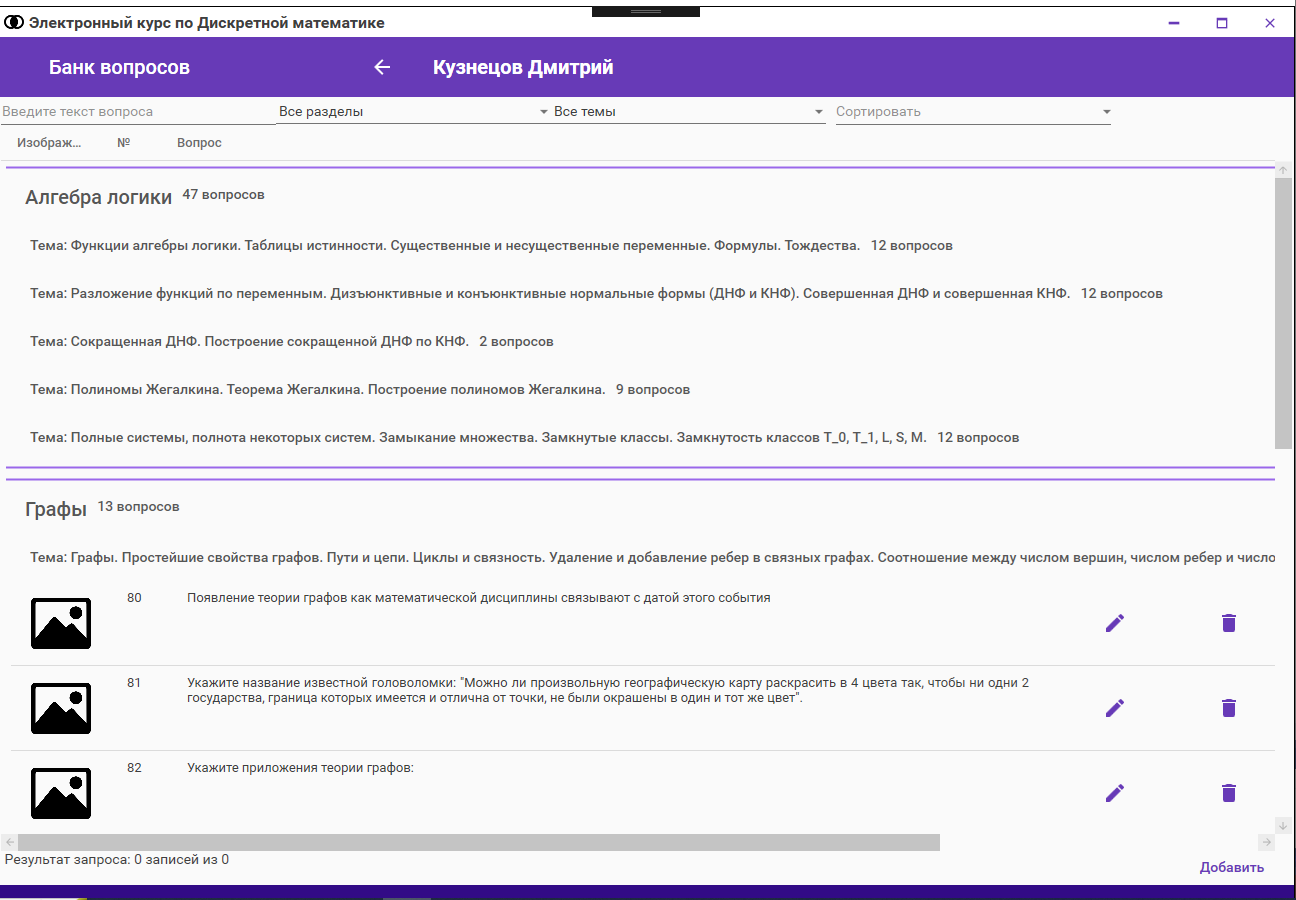 Электронный курс по Дискретной математике
Банк вопросов
Кузнецов Дмитрий
Введите текст вопроса
Все разделы
Все темы
Сортировать
Изображ...
№
Вопрос
Алгебра логики 47 вопросов
Тема: Функции алгебры логики. Таблицы истинности. Существенные и несущественные переменные. Формулы. Тождества. 12 вопросов
Тема: Разложение функций по переменным. Дизъюнктивные и конъюнктивные нормальные формы (ДНФ и КНФ). Совершенная ДНФ и совершенная КНФ. 12 вопросов
Тема: Сокращенная ДНФ. Построение сокращенной ДНФ по КНФ. 2 вопросов
Тема: Полиномы Жегалкина. Теорема Жегалкина. Построение полиномов Жегалкина. 9 вопросов
Тема: Полные системы, полнота некоторых систем. Замыкание множества. Замкнутые классы. Замкнутость классов T_0, T_1, L, S, M. 12 вопросов
Графы 13 вопросов
Тема: Графы. Простейшие свойства графов. Пути и цепи. Циклы и связность. Удаление и добавление ребер в связных графах. Соотношение между числом вершин, числом ребер и число
80 Появление теории графов как математической дисциплины связывают с датой этого события
81 Укажите название известной головоломки: "Можно ли произвольную географическую карту раскрасить в 4 цвета так, чтобы ни одни 2
государства, граница которых имеется и отлична от точки, не были окрашены в один и тот же цвет".
82 Укажите приложения теории графов:
Результат запроса: 0 записей из 0
Добавить